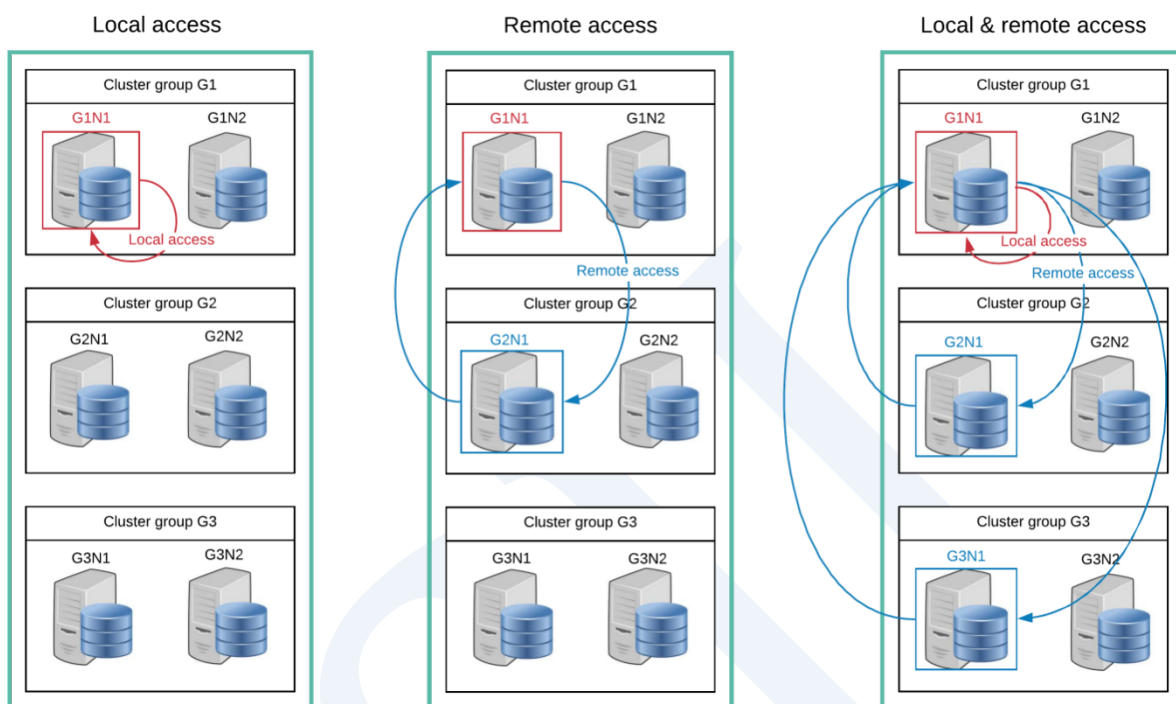 Local access
Cluster group G1
G1N1
G1N2
Local access
Cluster group G2
G2N1
G2N2
Cluster group G3
G3N1
G3N2
Remote access
Cluster group G1
G1N1
G1N2
Remote access
Cluster group G2
G2N1
G2N2
Cluster group G3
G3N1
G3N2
Local & remote access
Cluster group G1
G1N1
G1N2
Local access
Remote access
Cluster group G2
G2N1
G2N2
Cluster group G3
G3N1
G3N2